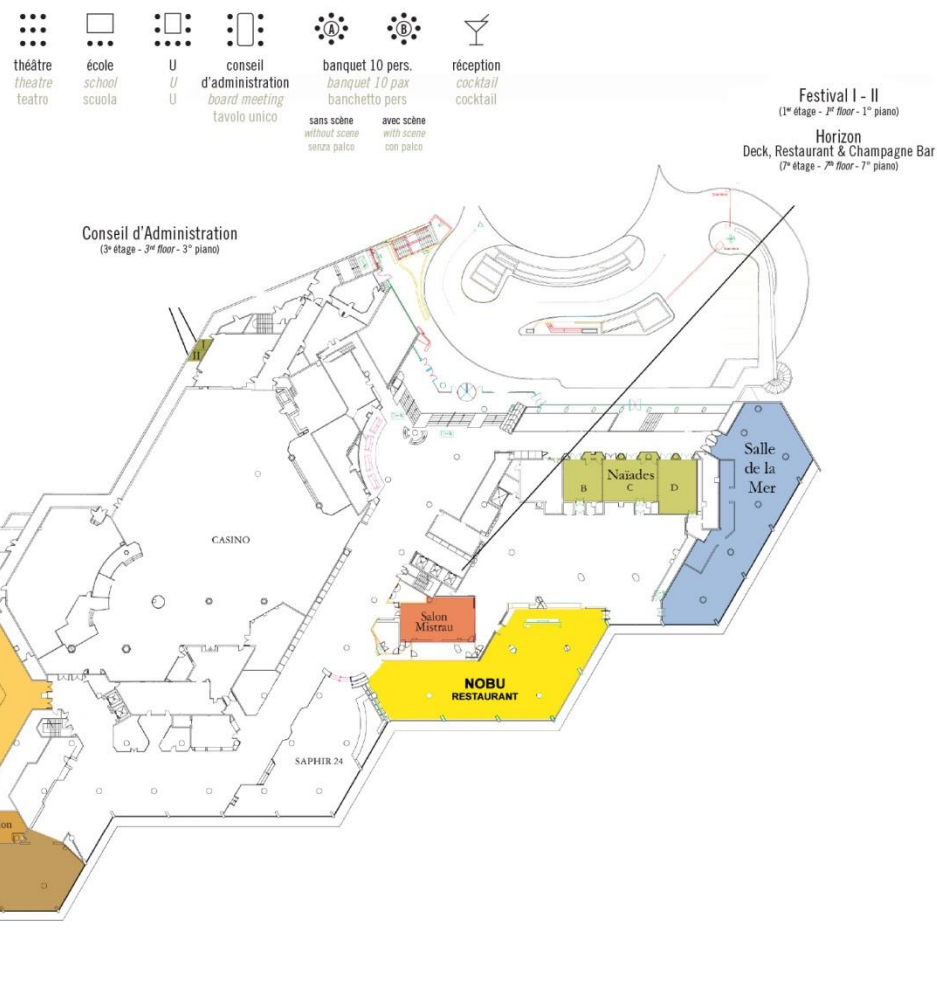 A
B
théâtre
theatre
teatro
école
school
scuola
U
U
U
conseil
d'administration
board meeting
tavolo unico
banquet 10 pers.
banquet 10 pax
banchetto pers
sans scène
without scene
senza palco
avec scène
with scene
con palco
réception
cocktail
cocktail
Festival I - II
(1er étage - 1st floor - 1° piano)
Horizon
Deck, Restaurant & Champagne Bar
(7e étage - 7th floor - 7° piano)
Conseil d'Administration
(3e étage - 3rd floor - 3° piano)
I
II
Salle
de la
Mer
Naïades
B
C
D
CASINO
Salon
Mistrau
NOBU
RESTAURANT
SAPHIR 24